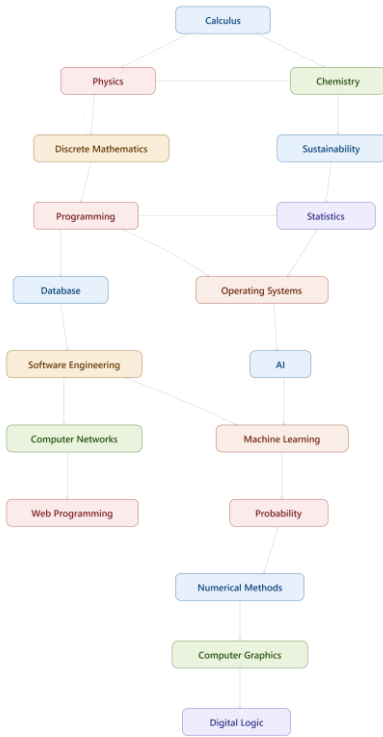 Calculus
Physics
Chemistry
Discrete Mathematics
Sustainability
Programming
Statistics
Database
Operating Systems
Software Engineering
AI
Computer Networks
Machine Learning
Web Programming
Probability
Numerical Methods
Computer Graphics
Digital Logic